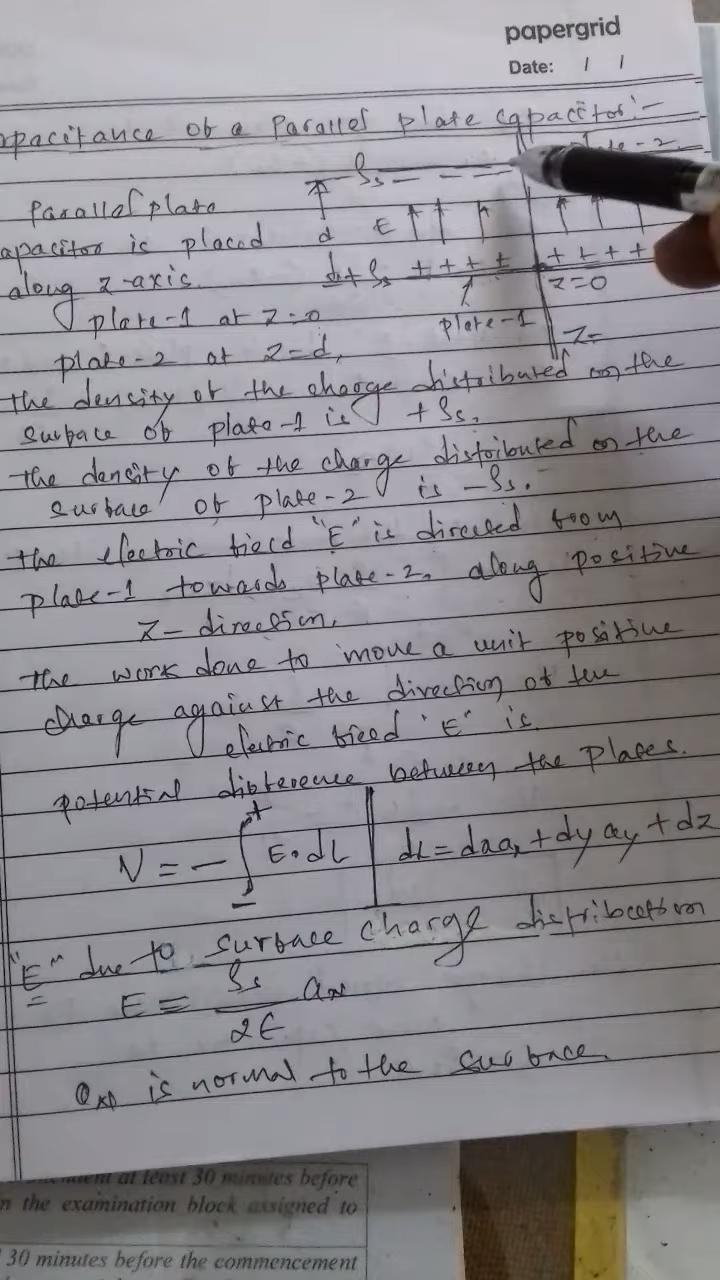 papergrid
Date: / /
apacitance of a Parallel plate capacitor:-
ate-2
ρs — — —
Parallel plate
apacitor is placed d E
along z-axis. + ρs + + + + + + + +
z=0
plate-1 at z=0 plate-1
z=
plate-2 at z=d,
the density of the charge distributed on the
surface of plate-1 is +ρs,
the density of the charge distributed on the
surface of plate-2 is -ρs.
the electric field "E" is directed from
plate-1 towards plate-2, along positive
z-direction,
the work done to move a unit positive
charge against the direction of the
electric field "E" is
potential difference between the plates.
V = - ∫₋⁺ E.dL dL = dxax + dy ay + dz
"E" due to surface charge distribution
E = ρs/2ϵ aN
aN is normal to the surface.
at least 30 minutes before
n the examination block assigned to
30 minutes before the commencement